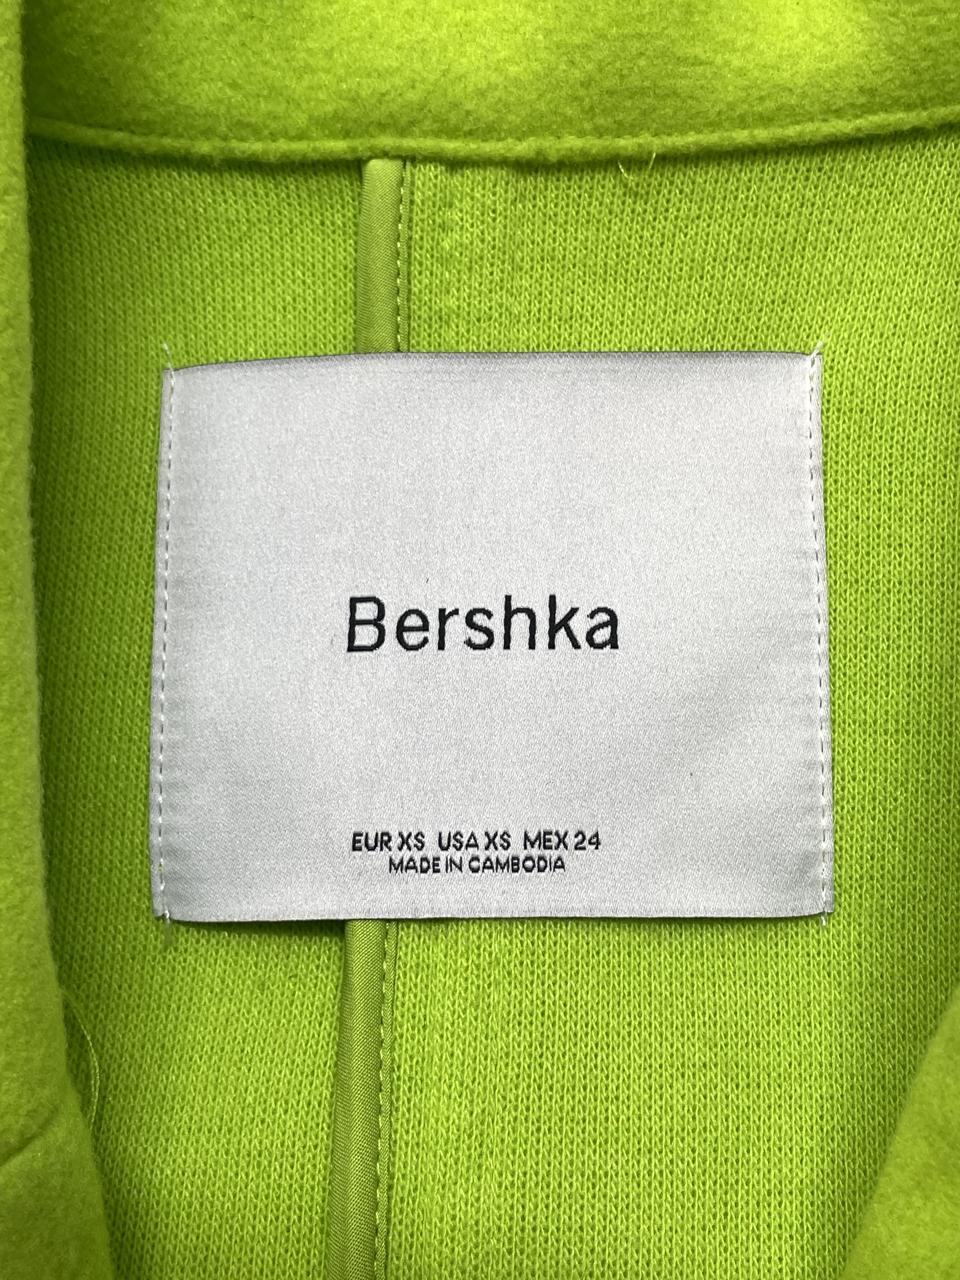 Bershka
EUR XS USA XS MEX 24
MADE IN CAMBODIA